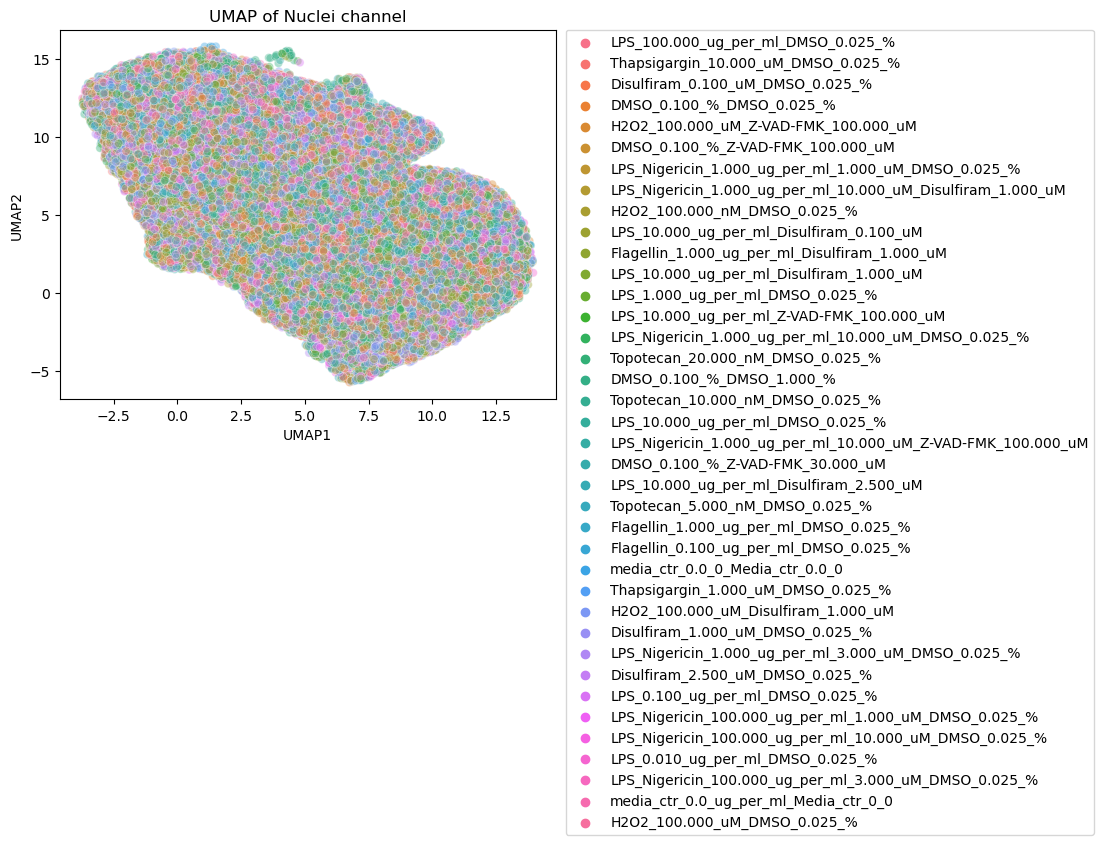 UMAP of Nuclei channel
UMAP2
15
10
5
0
−5
−2.5
0.0
2.5
5.0
7.5
10.0
12.5
UMAP1
LPS_100.000_ug_per_ml_DMSO_0.025_%
Thapsigargin_10.000_uM_DMSO_0.025_%
Disulfiram_0.100_uM_DMSO_0.025_%
DMSO_0.100_%_DMSO_0.025_%
H2O2_100.000_uM_Z-VAD-FMK_100.000_uM
DMSO_0.100_%_Z-VAD-FMK_100.000_uM
LPS_Nigericin_1.000_ug_per_ml_1.000_uM_DMSO_0.025_%
LPS_Nigericin_1.000_ug_per_ml_10.000_uM_Disulfiram_1.000_uM
H2O2_100.000_nM_DMSO_0.025_%
LPS_10.000_ug_per_ml_Disulfiram_0.100_uM
Flagellin_1.000_ug_per_ml_Disulfiram_1.000_uM
LPS_10.000_ug_per_ml_Disulfiram_1.000_uM
LPS_1.000_ug_per_ml_DMSO_0.025_%
LPS_10.000_ug_per_ml_Z-VAD-FMK_100.000_uM
LPS_Nigericin_1.000_ug_per_ml_10.000_uM_DMSO_0.025_%
Topotecan_20.000_nM_DMSO_0.025_%
DMSO_0.100_%_DMSO_1.000_%
Topotecan_10.000_nM_DMSO_0.025_%
LPS_10.000_ug_per_ml_DMSO_0.025_%
LPS_Nigericin_1.000_ug_per_ml_10.000_uM_Z-VAD-FMK_100.000_uM
DMSO_0.100_%_Z-VAD-FMK_30.000_uM
LPS_10.000_ug_per_ml_Disulfiram_2.500_uM
Topotecan_5.000_nM_DMSO_0.025_%
Flagellin_1.000_ug_per_ml_DMSO_0.025_%
Flagellin_0.100_ug_per_ml_DMSO_0.025_%
media_ctr_0.0_0_Media_ctr_0.0_0
Thapsigargin_1.000_uM_DMSO_0.025_%
H2O2_100.000_uM_Disulfiram_1.000_uM
Disulfiram_1.000_uM_DMSO_0.025_%
LPS_Nigericin_1.000_ug_per_ml_3.000_uM_DMSO_0.025_%
Disulfiram_2.500_uM_DMSO_0.025_%
LPS_0.100_ug_per_ml_DMSO_0.025_%
LPS_Nigericin_100.000_ug_per_ml_1.000_uM_DMSO_0.025_%
LPS_Nigericin_100.000_ug_per_ml_10.000_uM_DMSO_0.025_%
LPS_0.010_ug_per_ml_DMSO_0.025_%
LPS_Nigericin_100.000_ug_per_ml_3.000_uM_DMSO_0.025_%
media_ctr_0.0_ug_per_ml_Media_ctr_0_0
H2O2_100.000_uM_DMSO_0.025_%